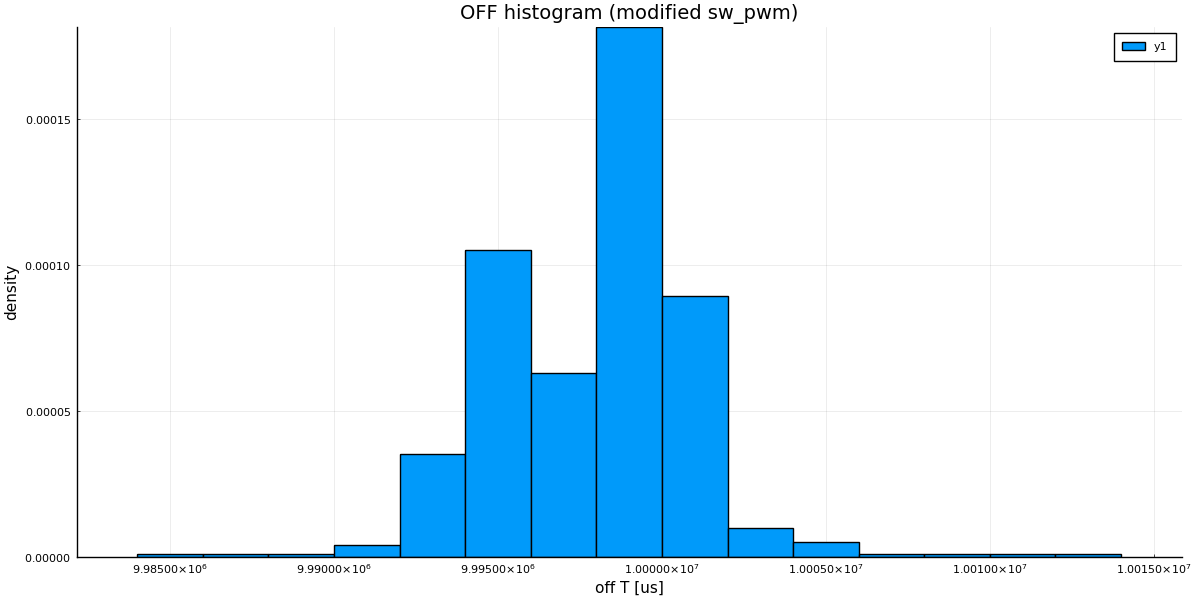 OFF histogram (modified sw_pwm)
y1
0.00015
0.00010
density
0.00005
0.00000
9.98500×10⁶ 9.99000×10⁶ 9.99500×10⁶ 1.00000×10⁷ 1.00050×10⁷ 1.00100×10⁷ 1.00150×10⁷
off T [us]